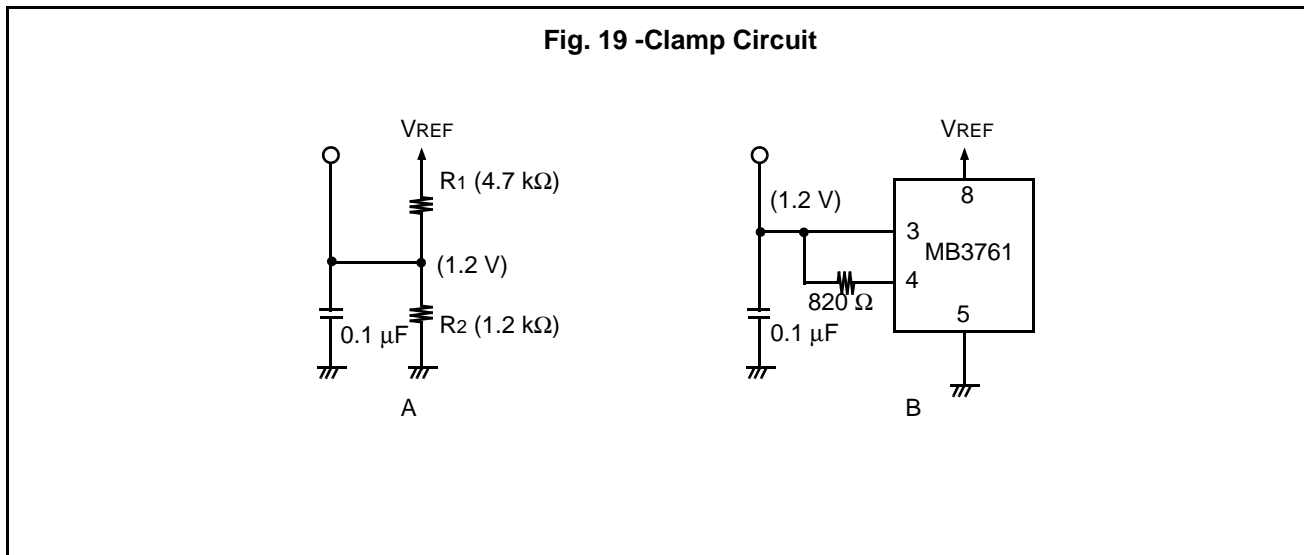 Fig. 19 -Clamp Circuit
VREF
R1 (4.7 kΩ)
(1.2 V)
R2 (1.2 kΩ)
0.1 µF
A
VREF
(1.2 V)
8
3
MB3761
4
820 Ω
5
0.1 µF
B